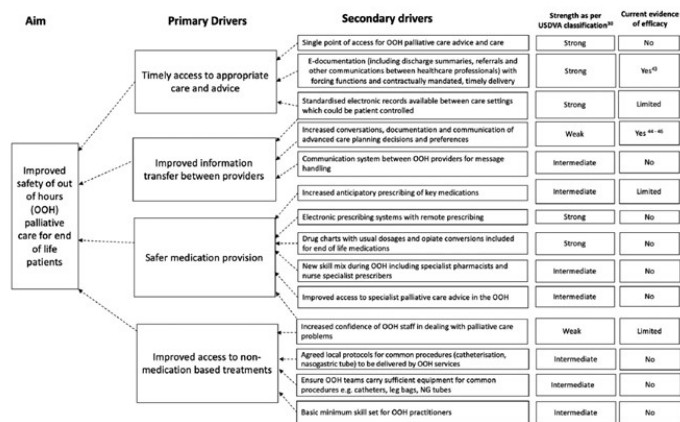 Aim
Primary Drivers
Secondary drivers
Strength as per
USDVA classification³⁰
Current evidence
of efficacy
Improved
safety of out
of hours
(OOH)
palliative
care for end
of life
patients
Timely access to appropriate
care and advice
Improved information
transfer between providers
Safer medication provision
Improved access to non-
medication based treatments
Single point of access for OOH palliative care advice and care
Strong
No
E-documentation (including discharge summaries, referrals and
other communications between healthcare professionals) with
forcing functions and contractually mandated, timely delivery
Strong
Yes⁴³
Standardised electronic records available between care settings
which could be patient controlled
Strong
Limited
Increased conversations, documentation and communication of
advanced care planning decisions and preferences
Weak
Yes ⁴⁴⁻⁴⁶
Communication system between OOH providers for message
handling
Intermediate
No
Increased anticipatory prescribing of key medications
Intermediate
Limited
Electronic prescribing systems with remote prescribing
Strong
No
Drug charts with usual dosages and opiate conversions included
for end of life medications
Strong
No
New skill mix during OOH including specialist pharmacists and
nurse specialist prescribers
Intermediate
No
Improved access to specialist palliative care advice in the OOH
Intermediate
No
Increased confidence of OOH staff in dealing with palliative care
problems
Weak
Limited
Agreed local protocols for common procedures (catheterisation,
nasogastric tube) to be delivered by OOH services
Intermediate
No
Ensure OOH teams carry sufficient equipment for common
procedures e.g. catheters, leg bags, NG tubes
Intermediate
No
Basic minimum skill set for OOH practitioners
Intermediate
No